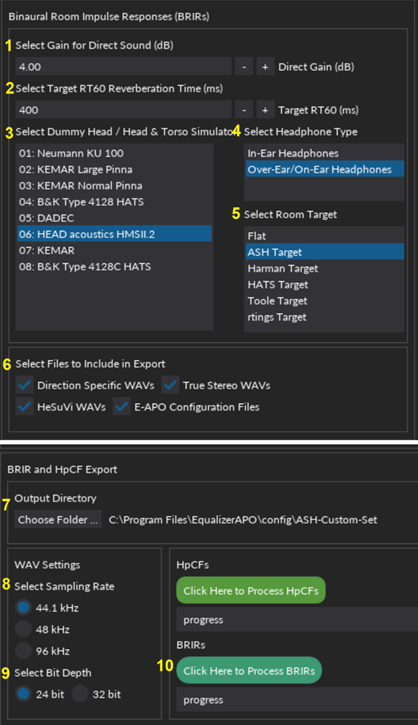 Binaural Room Impulse Responses (BRIRs)
1 Select Gain for Direct Sound (dB)
4.00 - + Direct Gain (dB)
2 Select Target RT60 Reverberation Time (ms)
400 - + Target RT60 (ms)
3 Select Dummy Head / Head & Torso Simulator
01: Neumann KU 100
02: KEMAR Large Pinna
03: KEMAR Normal Pinna
04: B&K Type 4128 HATS
05: DADEC
06: HEAD acoustics HMSII.2
07: KEMAR
08: B&K Type 4128C HATS
4 Select Headphone Type
In-Ear Headphones
Over-Ear/On-Ear Headphones
5 Select Room Target
Flat
ASH Target
Harman Target
HATS Target
Toole Target
rtings Target
6 Select Files to Include in Export
Direction Specific WAVs True Stereo WAVs
HeSuVi WAVs E-APO Configuration Files
BRIR and HpCF Export
7 Output Directory
Choose Folder ... C:\Program Files\EqualizerAPO\config\ASH-Custom-Set
WAV Settings
8 Select Sampling Rate
44.1 kHz
48 kHz
96 kHz
9 Select Bit Depth
24 bit 32 bit
HpCFs
Click Here to Process HpCFs
progress
BRIRs
10 Click Here to Process BRIRs
progress